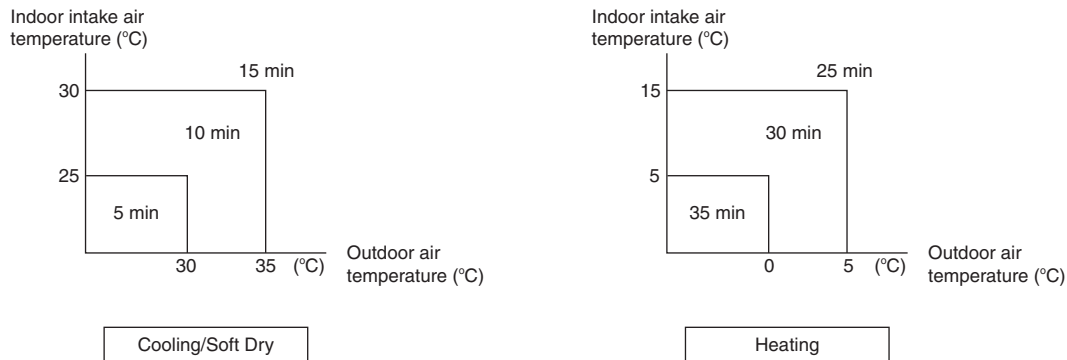 Indoor intake air
temperature (°C)
15 min
30
10 min
25
5 min
30
35
(°C)
Outdoor air
temperature (°C)
Cooling/Soft Dry
Indoor intake air
temperature (°C)
25 min
15
30 min
5
35 min
0
5
(°C)
Outdoor air
temperature (°C)
Heating